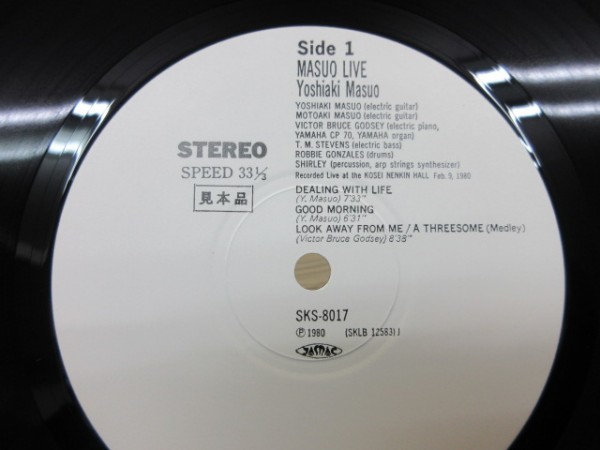 Side 1
MASUO LIVE
Yoshiaki Masuo
YOSHIAKI MASUO (electric guitar)
MOTOAKI MASUO (electric guitar)
VICTOR BRUCE GODSEY (electric piano,
YAMAHA CP 70, YAMAHA organ)
T. M. STEVENS (electric bass)
ROBBIE GONZALES (drums)
SHIRLEY (percussion, arp strings synthesizer)
Recorded Live at the KOSEI NENKIN HALL Feb. 9, 1980
STEREO
SPEED 33⅓
見本品
DEALING WITH LIFE
(Y. Masuo) 7'33"
GOOD MORNING
(Y. Masuo) 6'31"
LOOK AWAY FROM ME / A THREESOME (Medley)
(Victor Bruce Godsey) 8'38"
SKS-8017
Ⓟ 1980 (SKLB 12583)
JASRAC